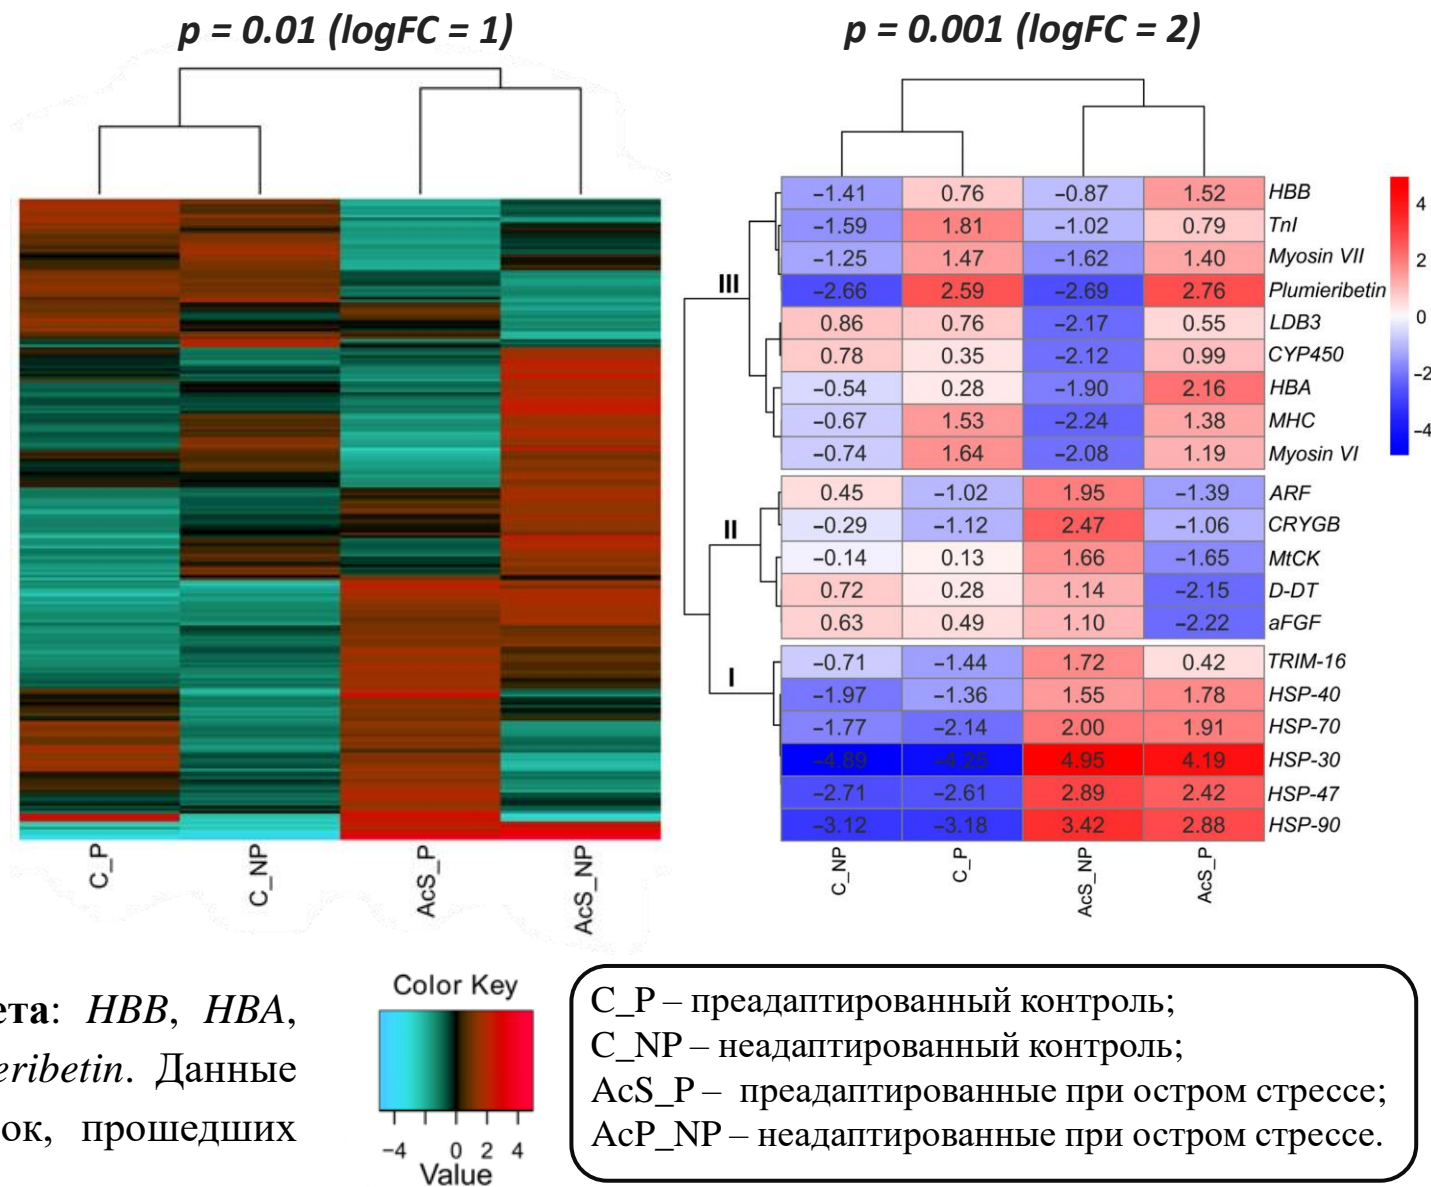 p = 0.01 (logFC = 1)
p = 0.001 (logFC = 2)
C_P C_NP AcS_P AcS_NP
−1.41 0.76 −0.87 1.52 HBB
−1.59 1.81 −1.02 0.79 TnI
−1.25 1.47 −1.62 1.40 Myosin VII
III
−2.66 2.59 −2.69 2.76 Plumieribetin
0.86 0.76 −2.17 0.55 LDB3
0.78 0.35 −2.12 0.99 CYP450
−0.54 0.28 −1.90 2.16 HBA
−0.67 1.53 −2.24 1.38 MHC
−0.74 1.64 −2.08 1.19 Myosin VI
0.45 −1.02 1.95 −1.39 ARF
II
−0.29 −1.12 2.47 −1.06 CRYGB
−0.14 0.13 1.66 −1.65 MtCK
0.72 0.28 1.14 −2.15 D-DT
0.63 0.49 1.10 −2.22 aFGF
−0.71 −1.44 1.72 0.42 TRIM-16
I
−1.97 −1.36 1.55 1.78 HSP-40
−1.77 −2.14 2.00 1.91 HSP-70
−4.89 −4.25 4.95 4.19 HSP-30
−2.71 −2.61 2.89 2.42 HSP-47
−3.12 −3.18 3.42 2.88 HSP-90
C_NP C_P AcS_NP AcS_P
4
2
0
−2
−4
ета: HBB, HBA,
eribetin. Данные
ок, прошедших
Color Key
−4 0 2 4
Value
C_P – преадаптированный контроль;
C_NP – неадаптированный контроль;
AcS_P – преадаптированные при остром стрессе;
AcP_NP – неадаптированные при остром стрессе.